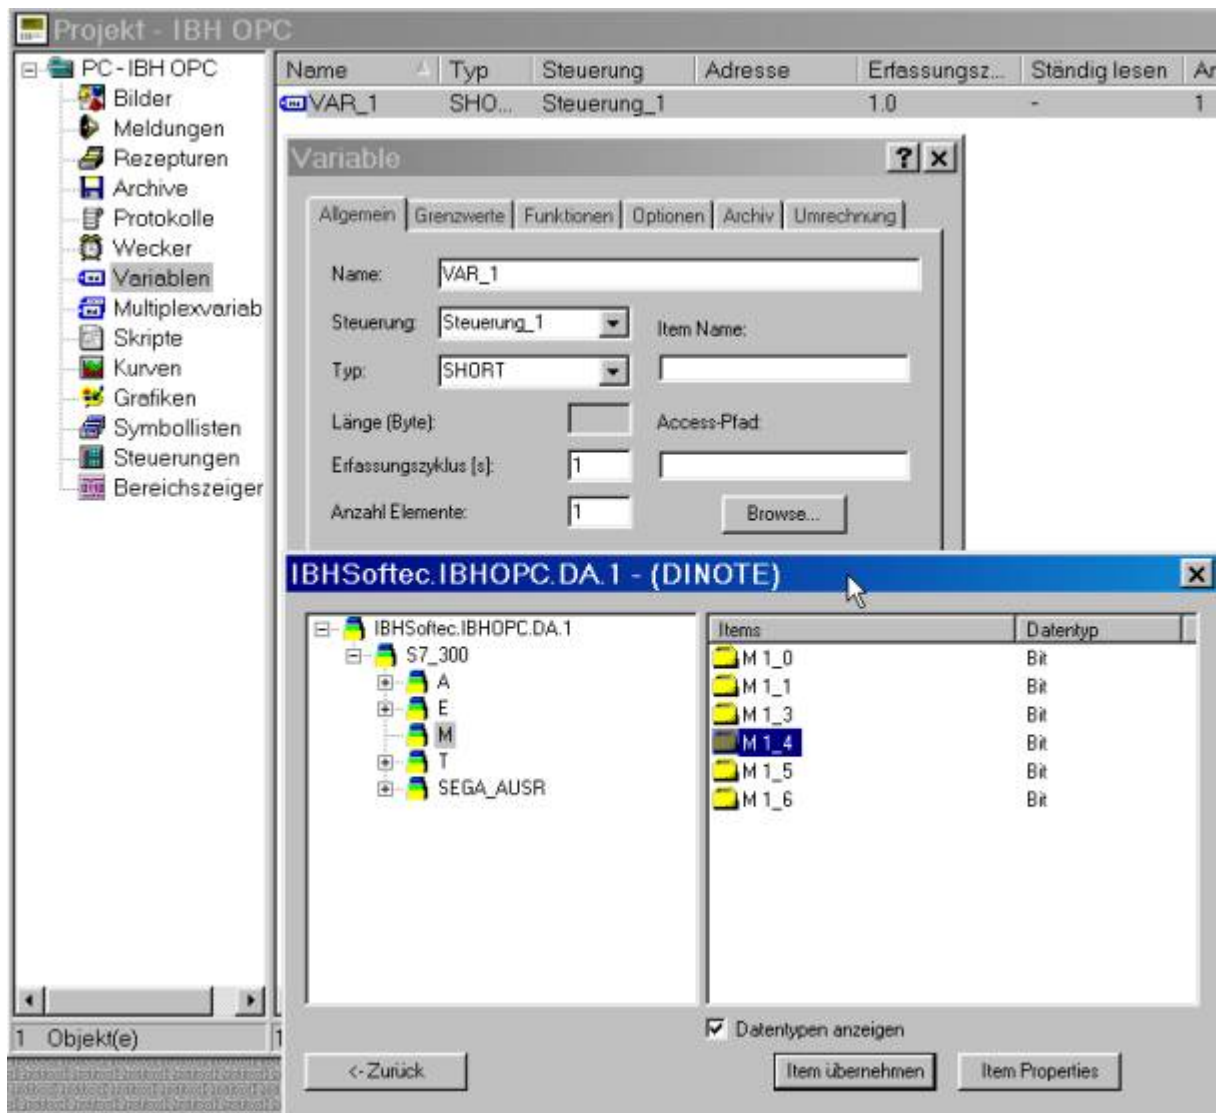 Projekt - IBH OPC
PC-IBH OPC
Bilder
Meldungen
Rezepturen
Archive
Protokolle
Wecker
Variablen
Multiplexvariab
Skripte
Kurven
Grafiken
Symbollisten
Steuerungen
Bereichszeiger
1 Objekt(e)
Name Typ Steuerung Adresse Erfassungsz... Ständig lesen Ar
VAR_1 SHO... Steuerung_1 1.0 - 1
Variable
Allgemein Grenzwerte Funktionen Optionen Archiv Umrechnung
Name: VAR_1
Steuerung: Steuerung_1 Item Name:
Typ: SHORT
Länge (Byte): Access-Pfad:
Erfassungszyklus [s]: 1
Anzahl Elemente: 1 Browse...
IBHSoftec.IBHOPC.DA.1 - (DINOTE)
IBHSoftec.IBHOPC.DA.1
S7_300
A
E
M
T
SEGA_AUSR
Items Datentyp
M 1_0 Bit
M 1_1 Bit
M 1_3 Bit
M 1_4 Bit
M 1_5 Bit
M 1_6 Bit
Datentypen anzeigen
<- Zurück Item übernehmen Item Properties